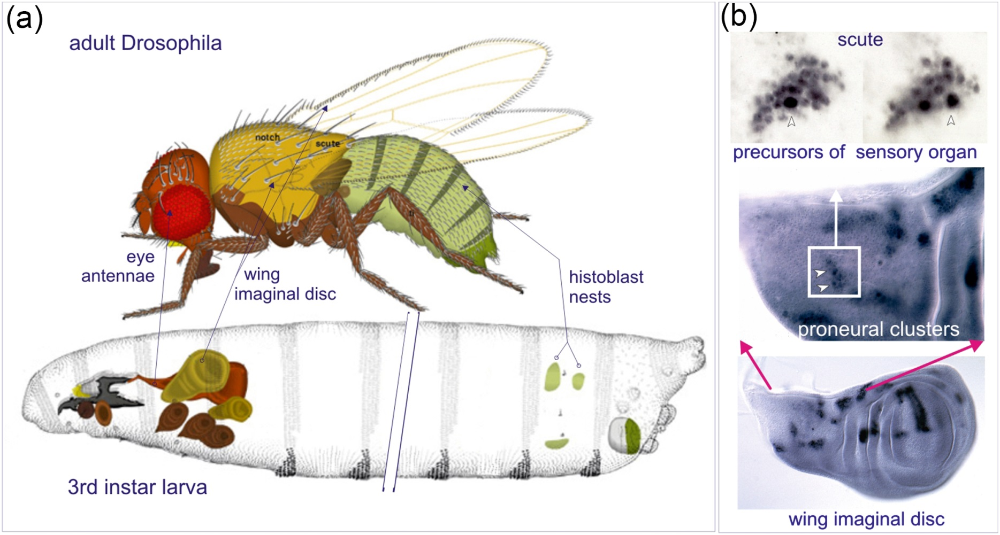 (a)
adult Drosophila
notch
scute
eye
antennae
wing
imaginal disc
histoblast
nests
3rd instar larva
(b)
scute
precursors of sensory organ
proneural clusters
wing imaginal disc